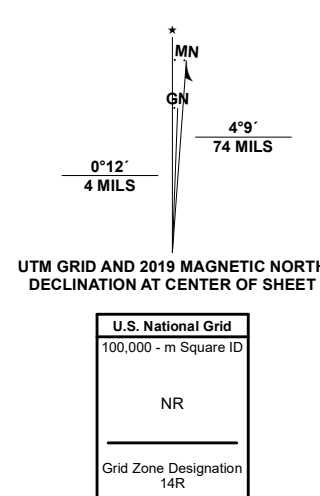 ★
MN
GN
4°9´
74 MILS
0°12´
4 MILS
UTM GRID AND 2019 MAGNETIC NORTH
DECLINATION AT CENTER OF SHEET
U.S. National Grid
100,000 - m Square ID
NR
Grid Zone Designation
14R